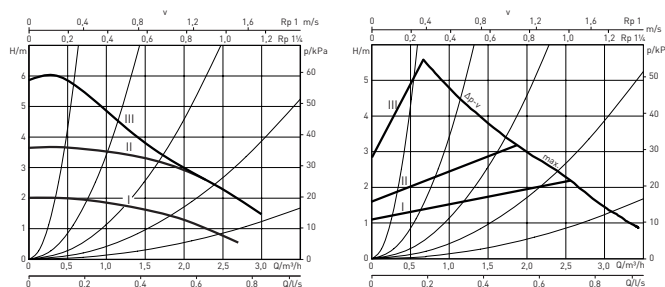 v
0 0,4 0,8 1,2 1,6 Rp 1 m/s
0 0,2 0,4 0,6 0,8 1,0 1,2 Rp 1¼
H/m p/kPa
6 5 4 3 2 1 0
60 50 40 30 20 10 0
III
II
I
0 0,5 1,0 1,5 2,0 2,5 3,0 Q/m³/h
0 0,2 0,4 0,6 0,8 Q/l/s
v
0 0,4 0,8 1,2 1,6 Rp 1 m/s
0 0,2 0,4 0,6 0,8 1,0 Rp 1¼
H/m p/kP
5 4 3 2 1 0
50 40 30 20 10 0
III
Δp-v
II
max.
I
0 0,5 1,0 1,5 2,0 2,5 3,0 Q/m³/h
0 0,2 0,4 0,6 0,8 Q/l/s